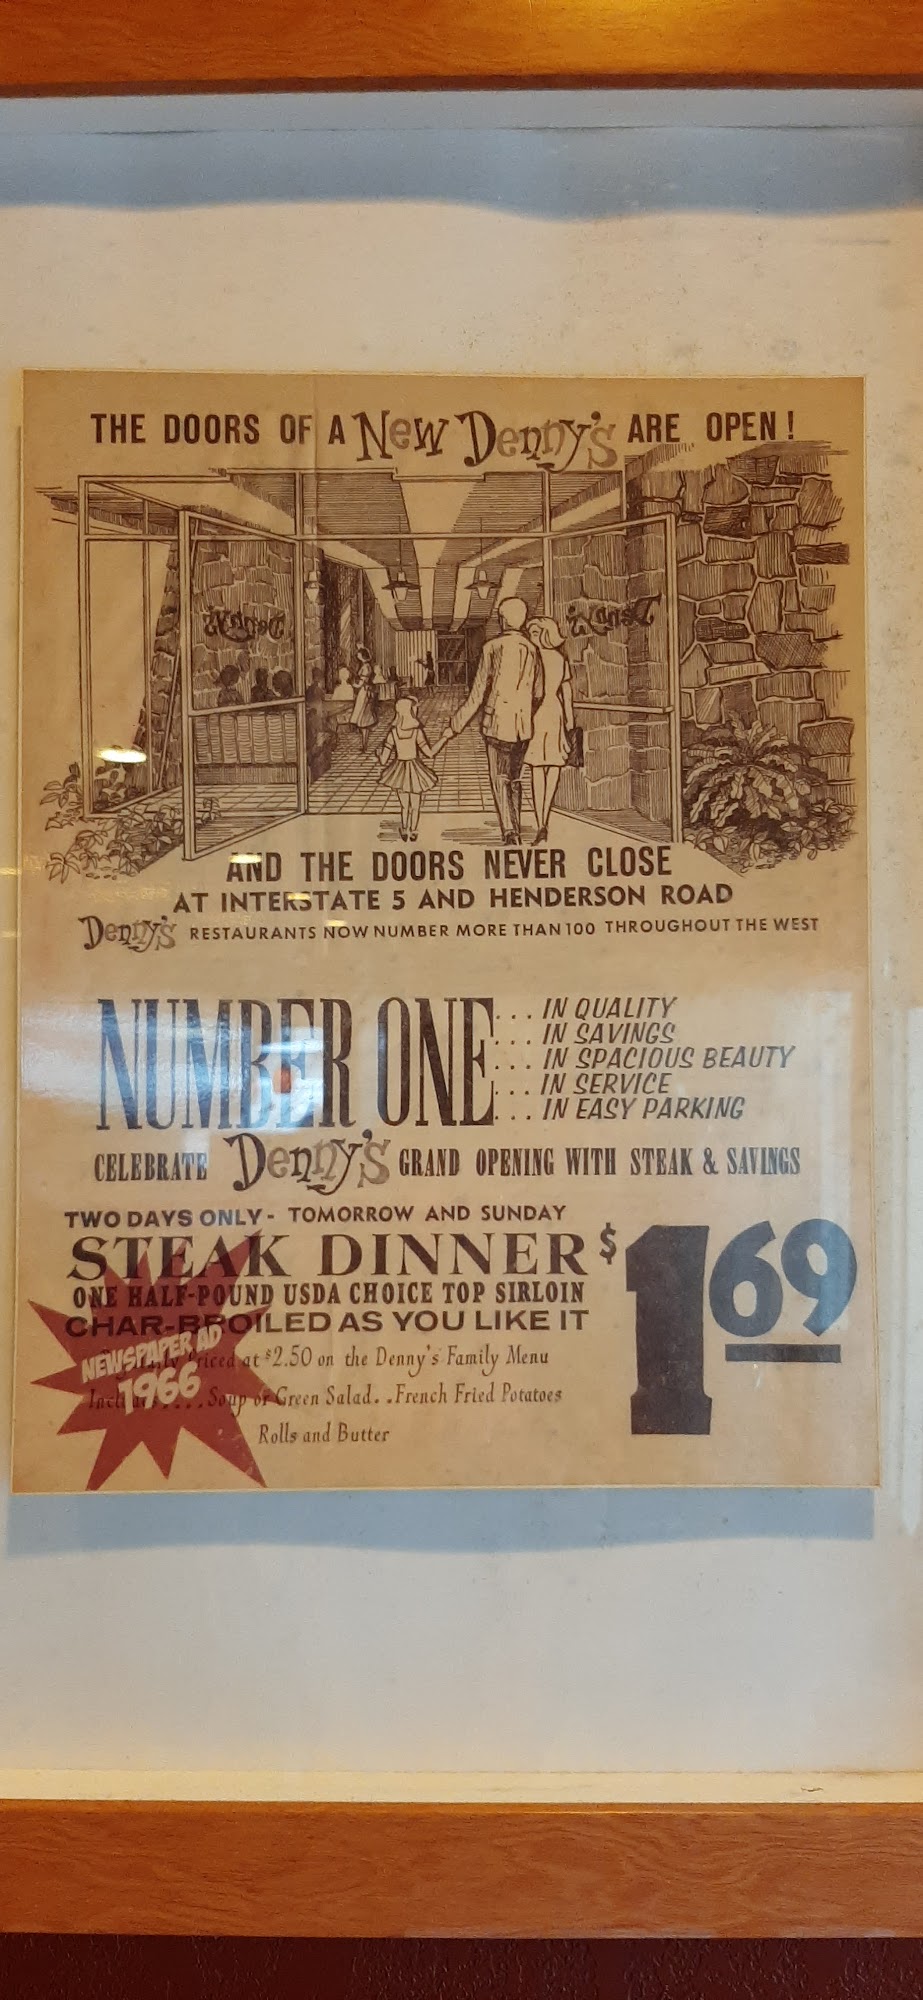 THE DOORS OF A New Denny's ARE OPEN!
Denny's
Denny's
AND THE DOORS NEVER CLOSE
AT INTERSTATE 5 AND HENDERSON ROAD
Denny's RESTAURANTS NOW NUMBER MORE THAN 100 THROUGHOUT THE WEST
NUMBER ONE... IN QUALITY
... IN SAVINGS
... IN SPACIOUS BEAUTY
... IN SERVICE
... IN EASY PARKING
CELEBRATE Denny's GRAND OPENING WITH STEAK & SAVINGS
TWO DAYS ONLY - TOMORROW AND SUNDAY
STEAK DINNER $1.69
ONE HALF-POUND USDA CHOICE TOP SIRLOIN
CHAR-BROILED AS YOU LIKE IT
Priced at $2.50 on the Denny's Family Menu
Includes.....Soup or Green Salad..French Fried Potatoes
Rolls and Butter
NEWSPAPER AD
1966